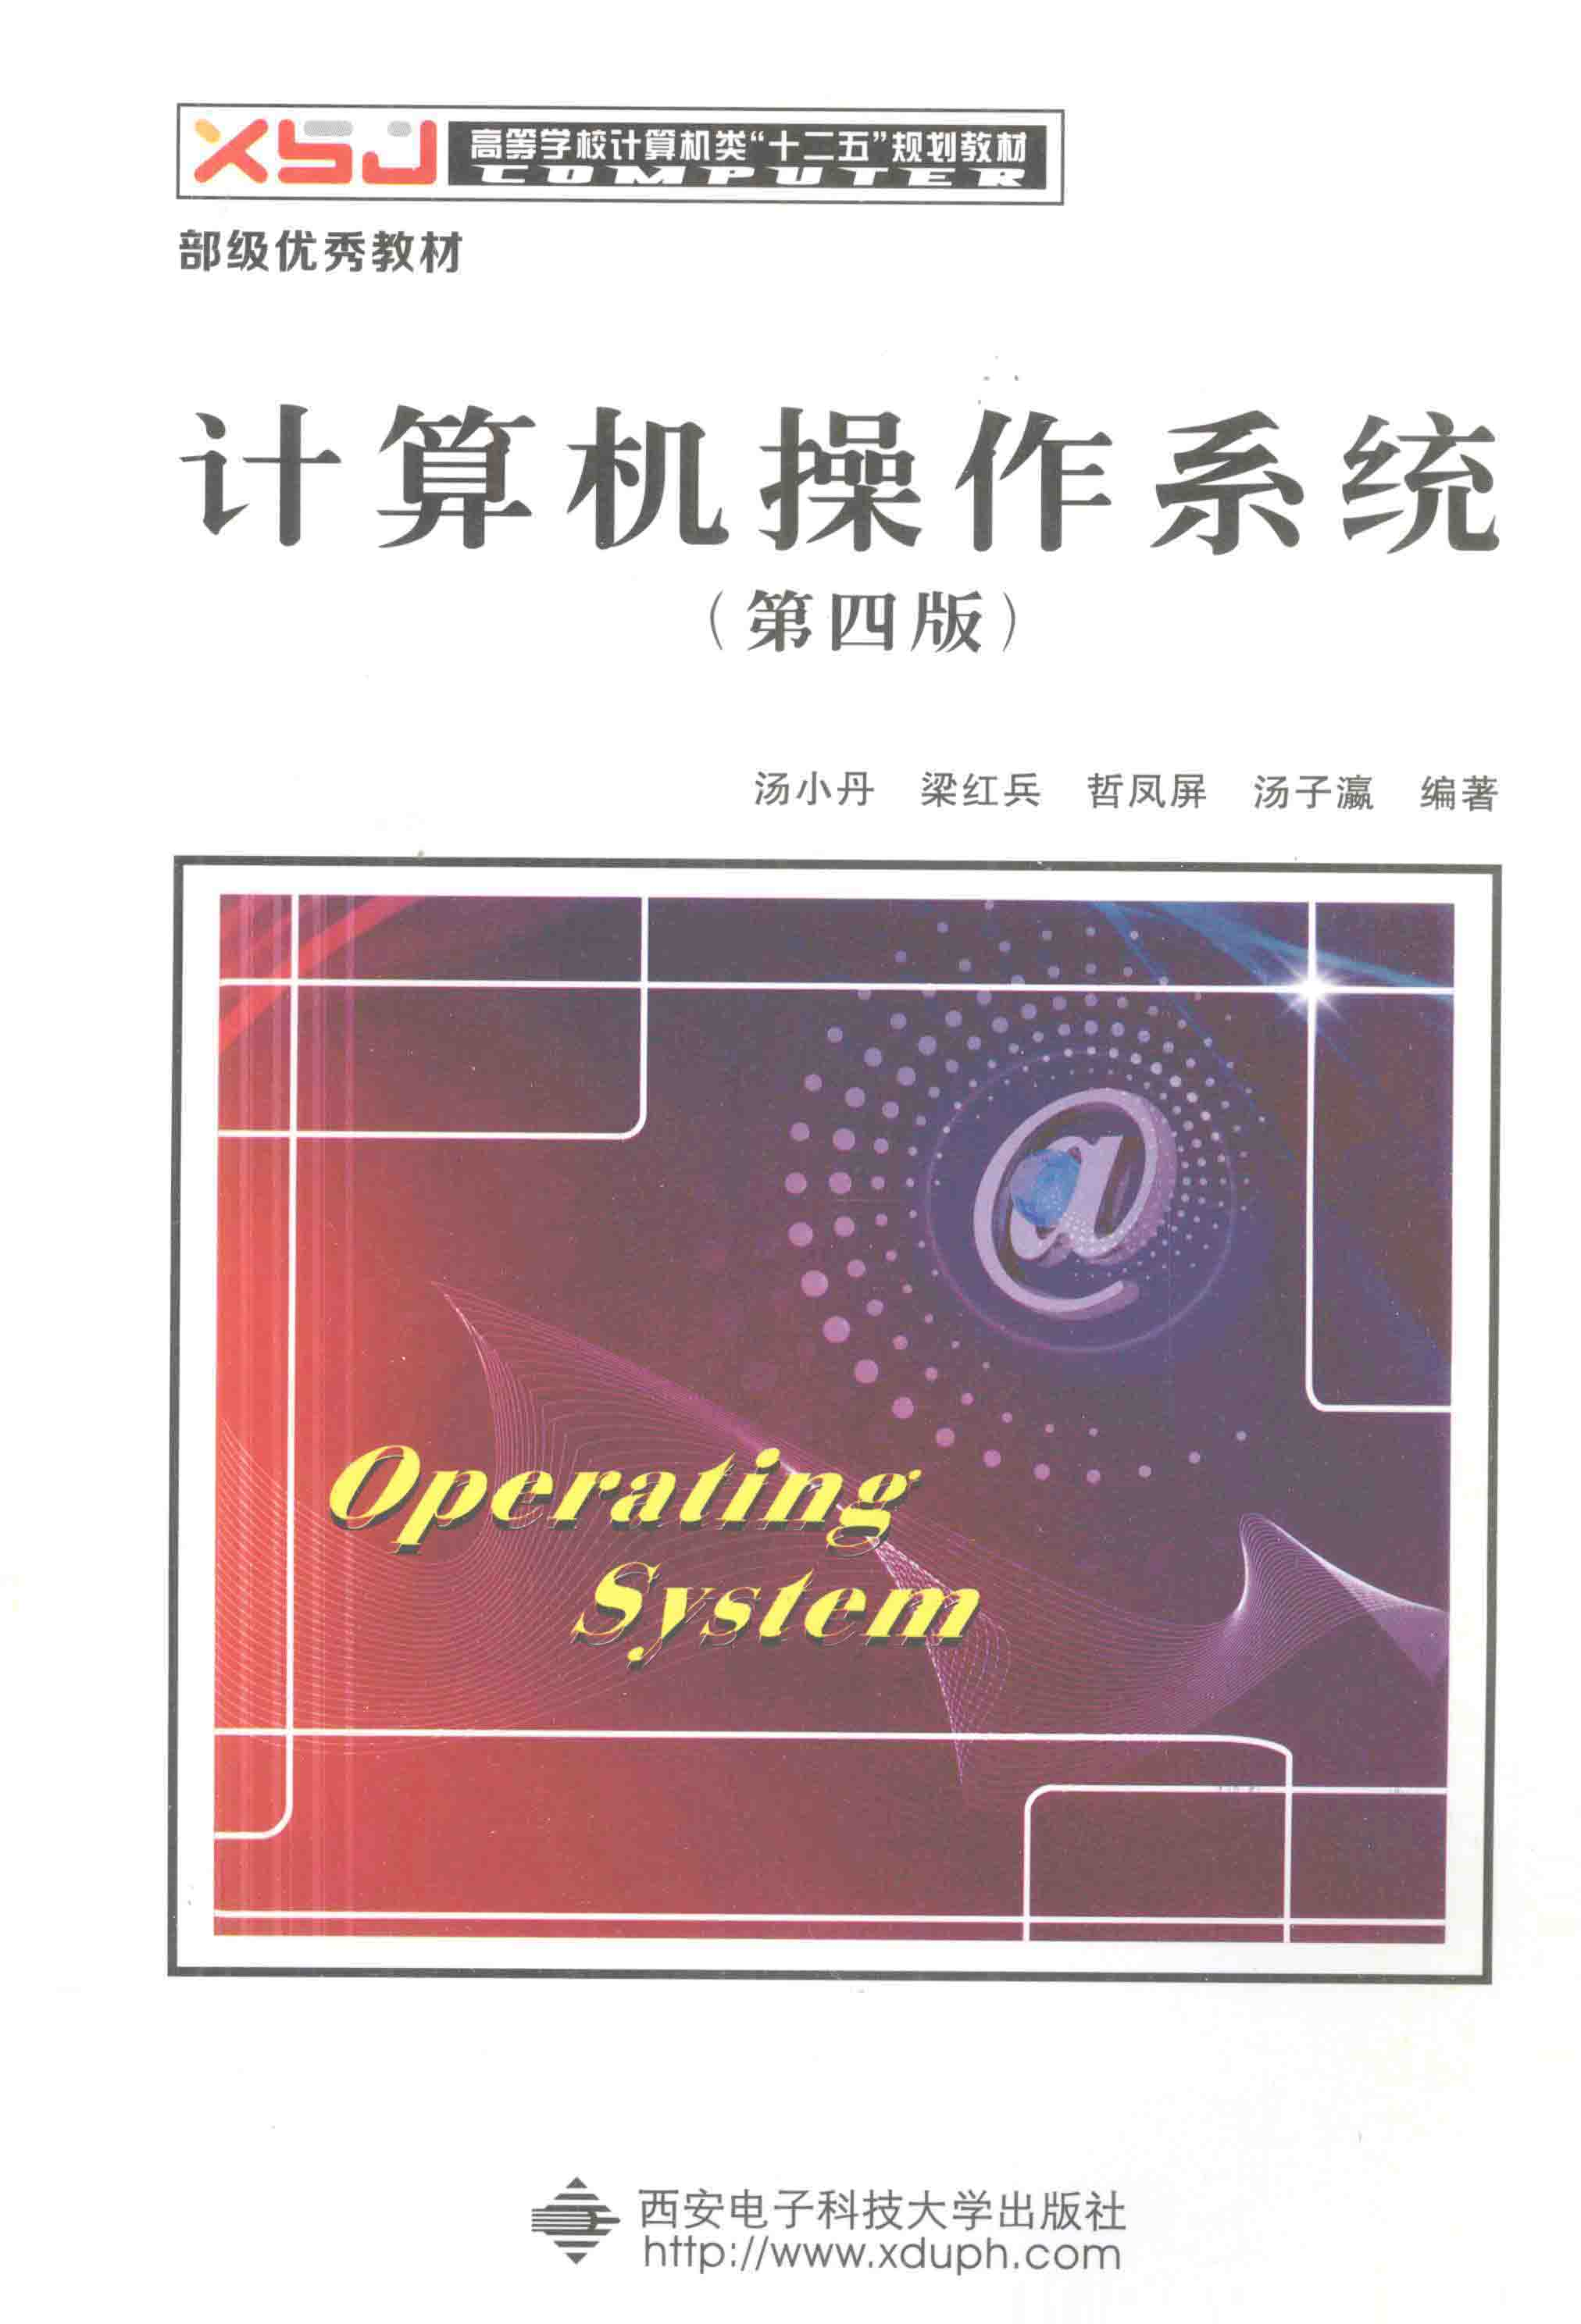 XSJ 高等学校计算机类“十二五”规划教材
COMPUTER
部级优秀教材
计算机操作系统
（第四版）
汤小丹 梁红兵 哲凤屏 汤子瀛 编著
@
Operating
System
西安电子科技大学出版社
http://www.xduph.com